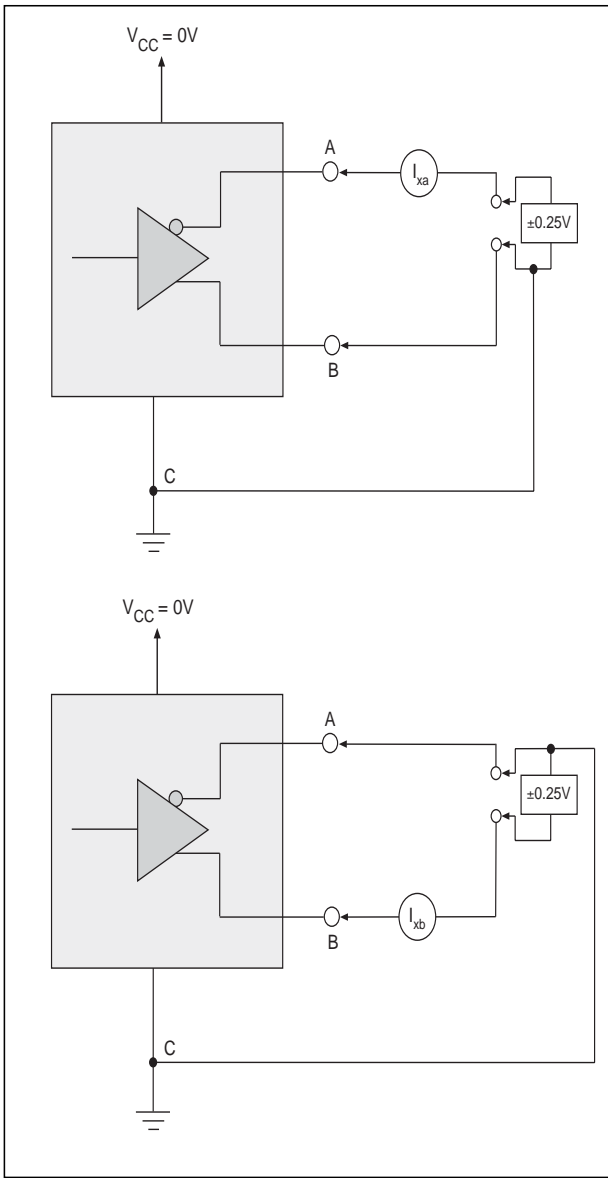 V_CC = 0V
A
I_xa
±0.25V
B
C
V_CC = 0V
A
±0.25V
I_xb
B
C